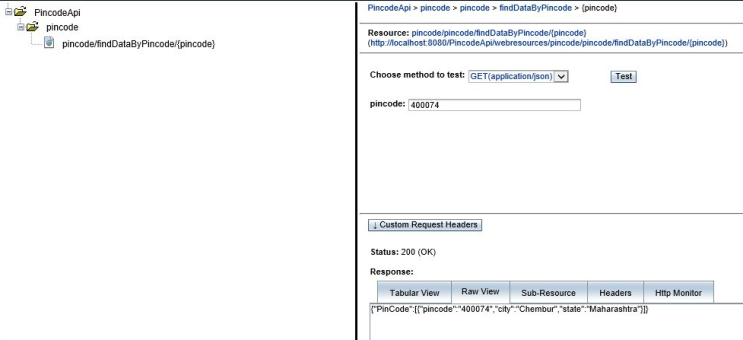 PincodeApi
pincode
pincode/findDataByPincode/{pincode}
PincodeApi > pincode > pincode > findDataByPincode > {pincode}
Resource: pincode/pincode/findDataByPincode/{pincode}
(http://localhost:8080/PincodeApi/webresources/pincode/pincode/findDataByPincode/{pincode})
Choose method to test: GET(application/json) Test
pincode: 400074
↓ Custom Request Headers
Status: 200 (OK)
Response:
Tabular View Raw View Sub-Resource Headers Http Monitor
{"PinCode":[{"pincode":"400074","city":"Chembur","state":"Maharashtra"}]}